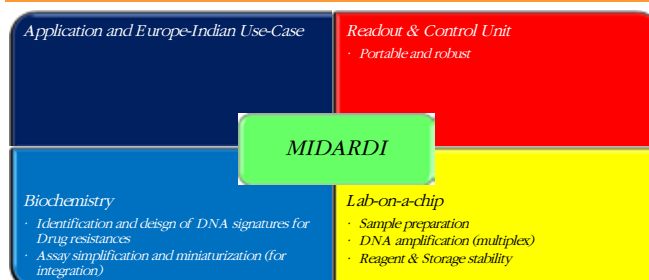 Application and Europe-Indian Use-Case
Readout & Control Unit
· Portable and robust
MIDARDI
Biochemistry
· Identification and deisgn of DNA signatures for
Drug resistances
· Assay simplification and miniaturization (for
integration)
Lab-on-a-chip
· Sample preparation
· DNA amplification (multiplex)
· Reagent & Storage stability